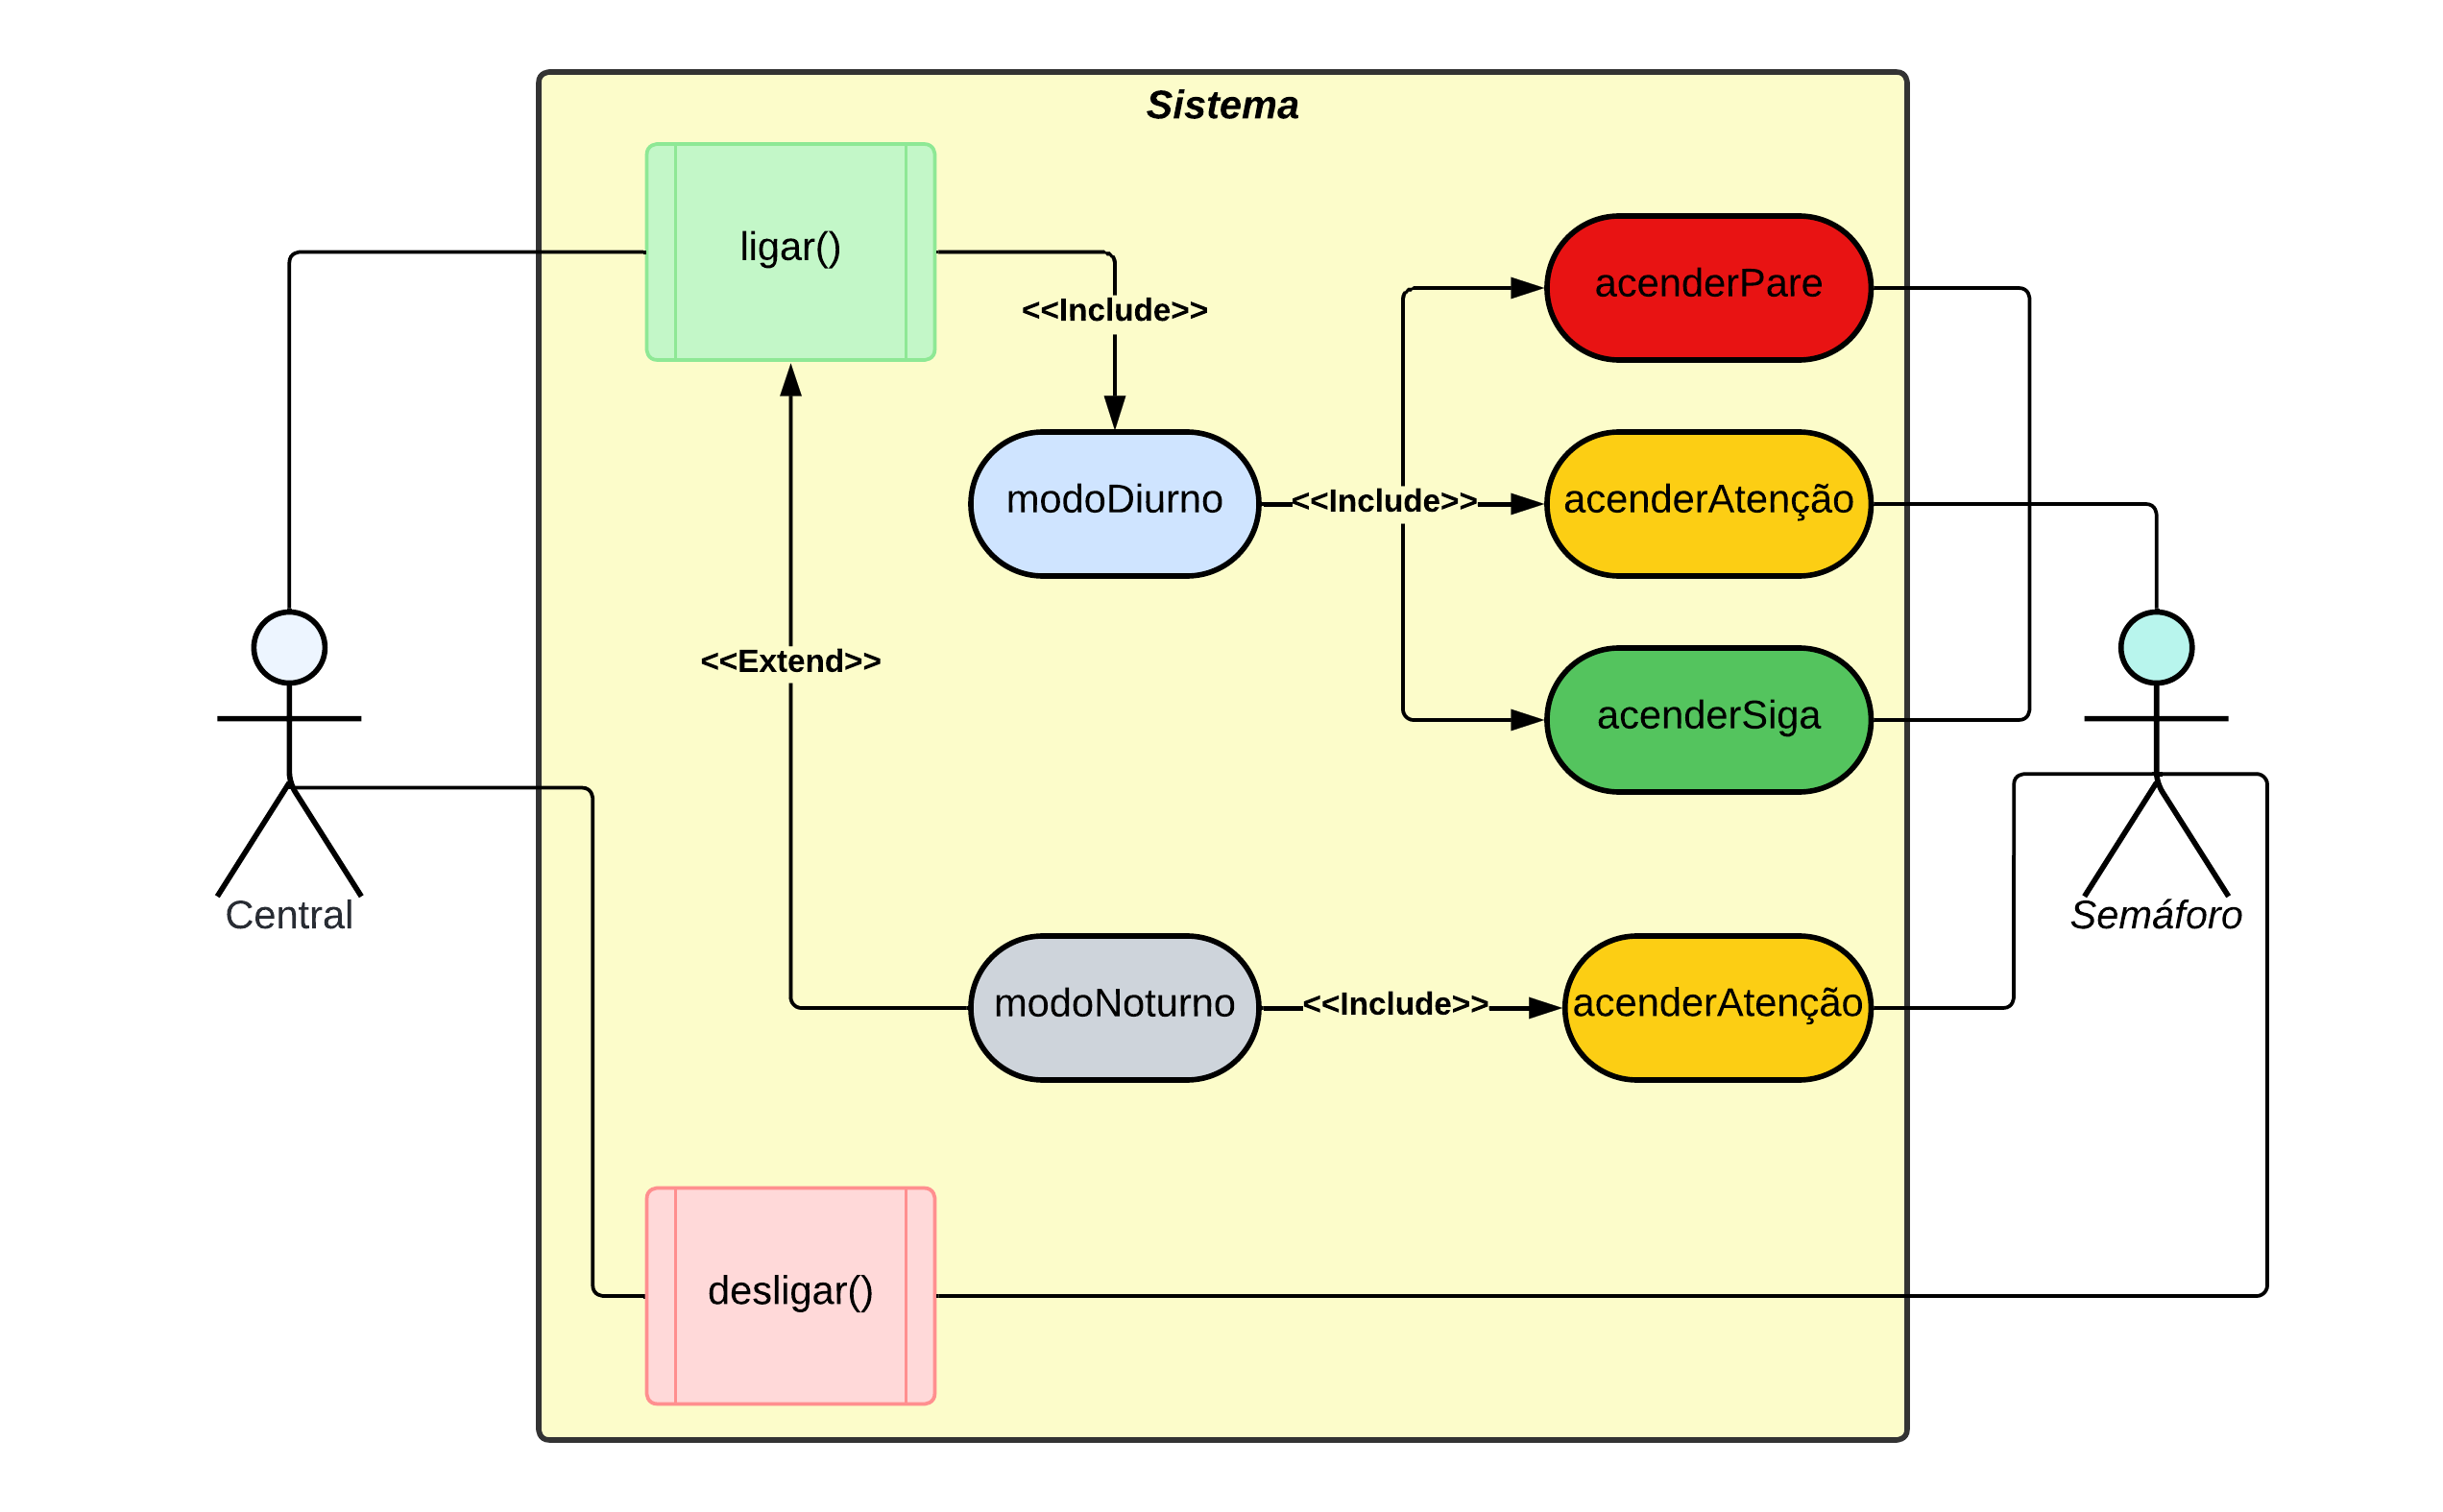 Sistema
ligar()
<<Include>>
acenderPare
modoDiurno
<<Include>>
acenderAtenção
<<Extend>>
acenderSiga
Central
Semáforo
modoNoturno
<<Include>>
acenderAtenção
desligar()